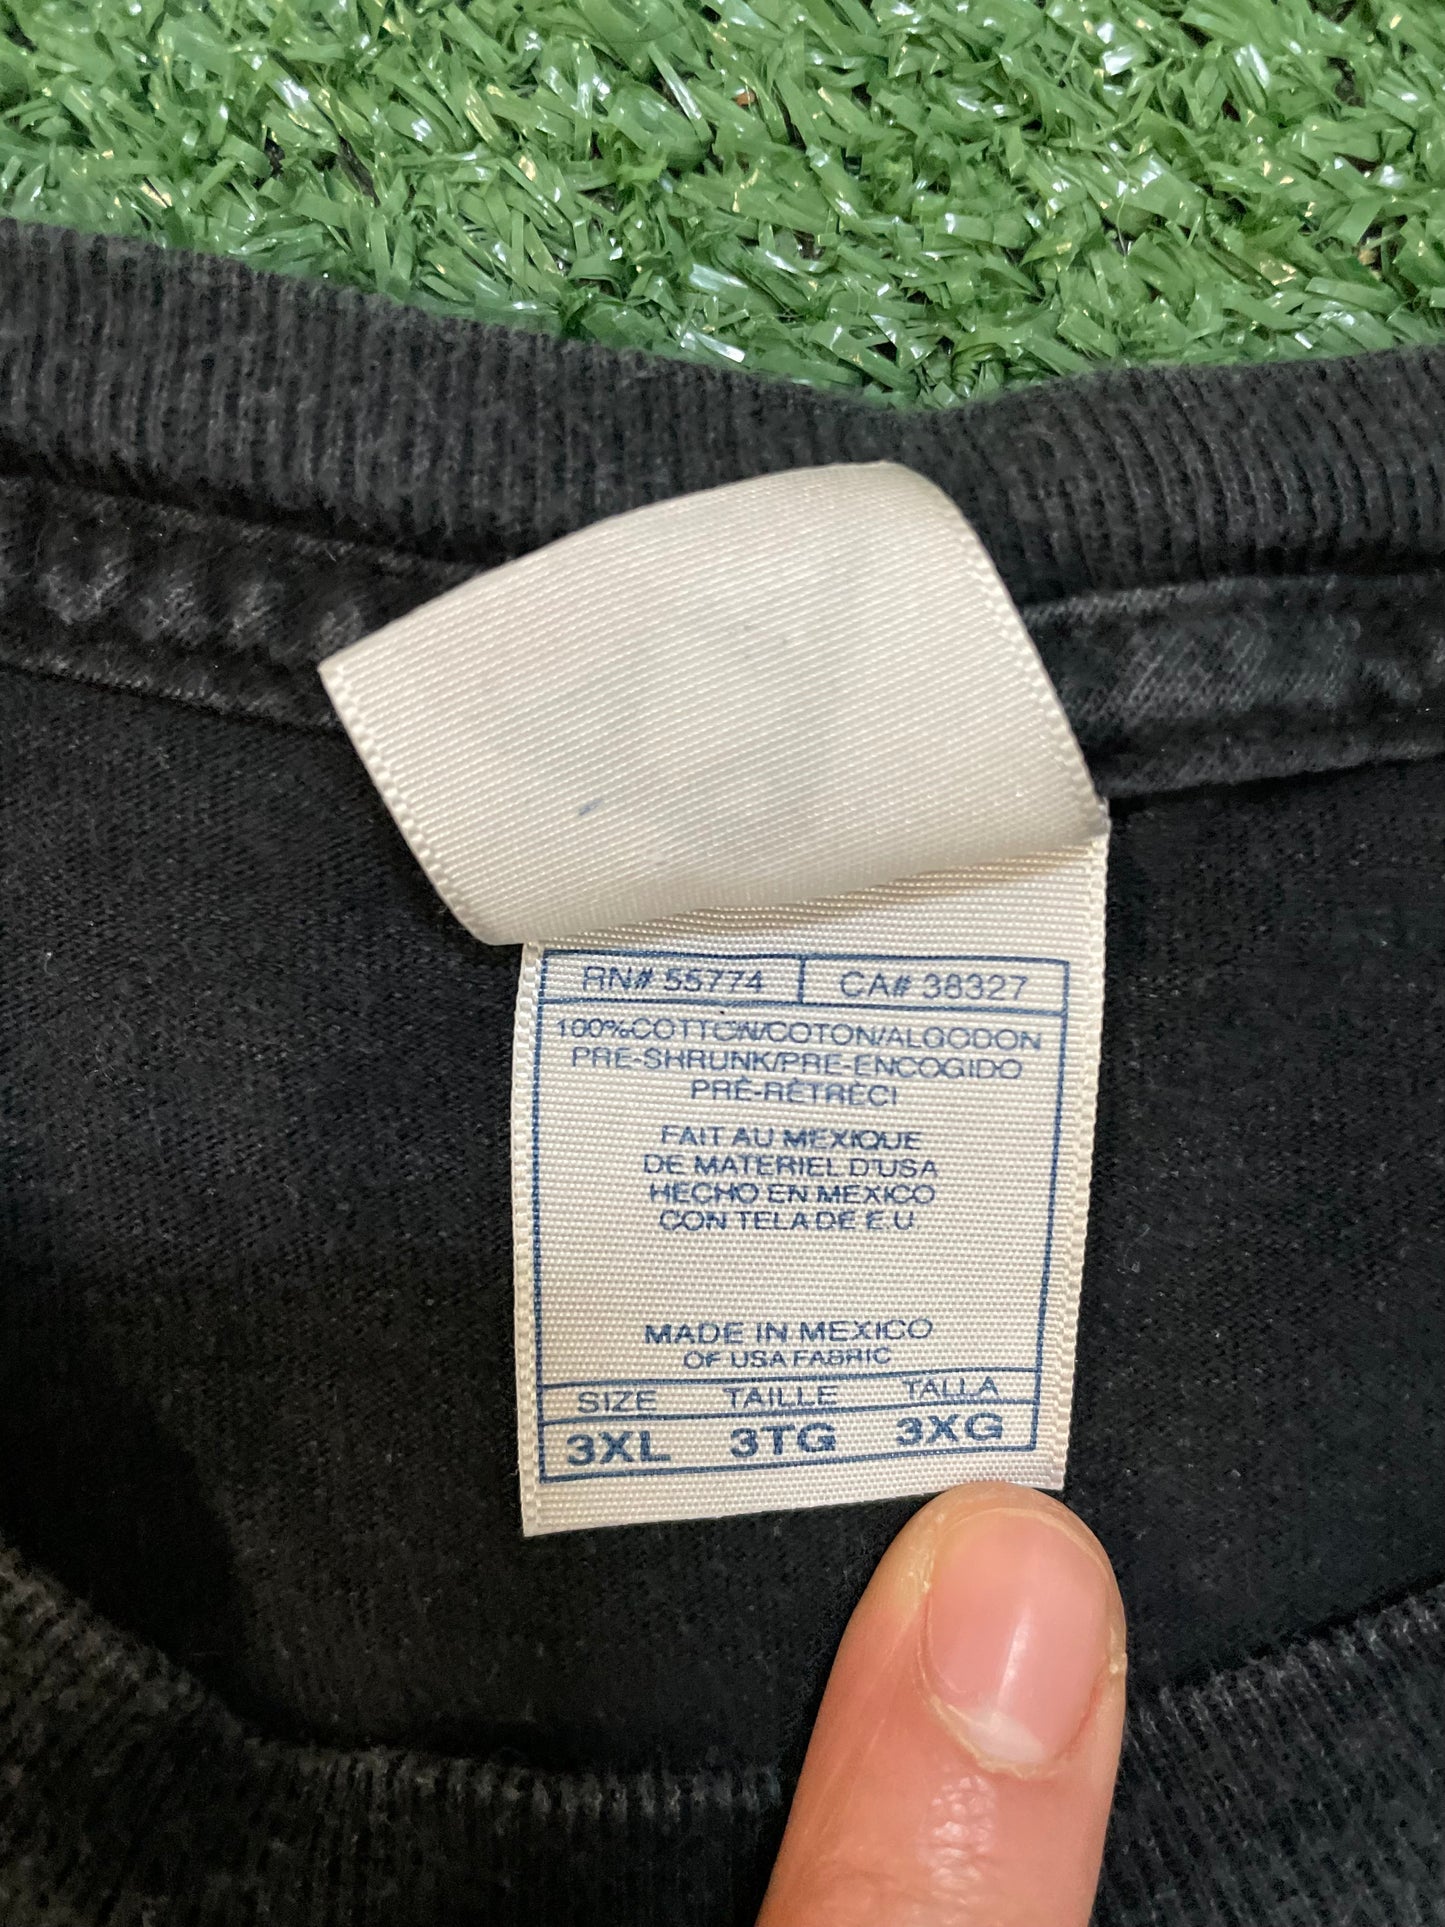 RN# 55774 CA# 38327
100%COTTON/COTON/ALGODON
PRE-SHRUNK/PRE-ENCOGIDO
PRÉ-RÉTRÉCI
FAIT AU MEXIQUE
DE MATERIEL D'USA
HECHO EN MEXICO
CON TELA DE E.U
MADE IN MEXICO
OF USA FABRIC
SIZE TAILLE TALLA
3XL 3TG 3XG